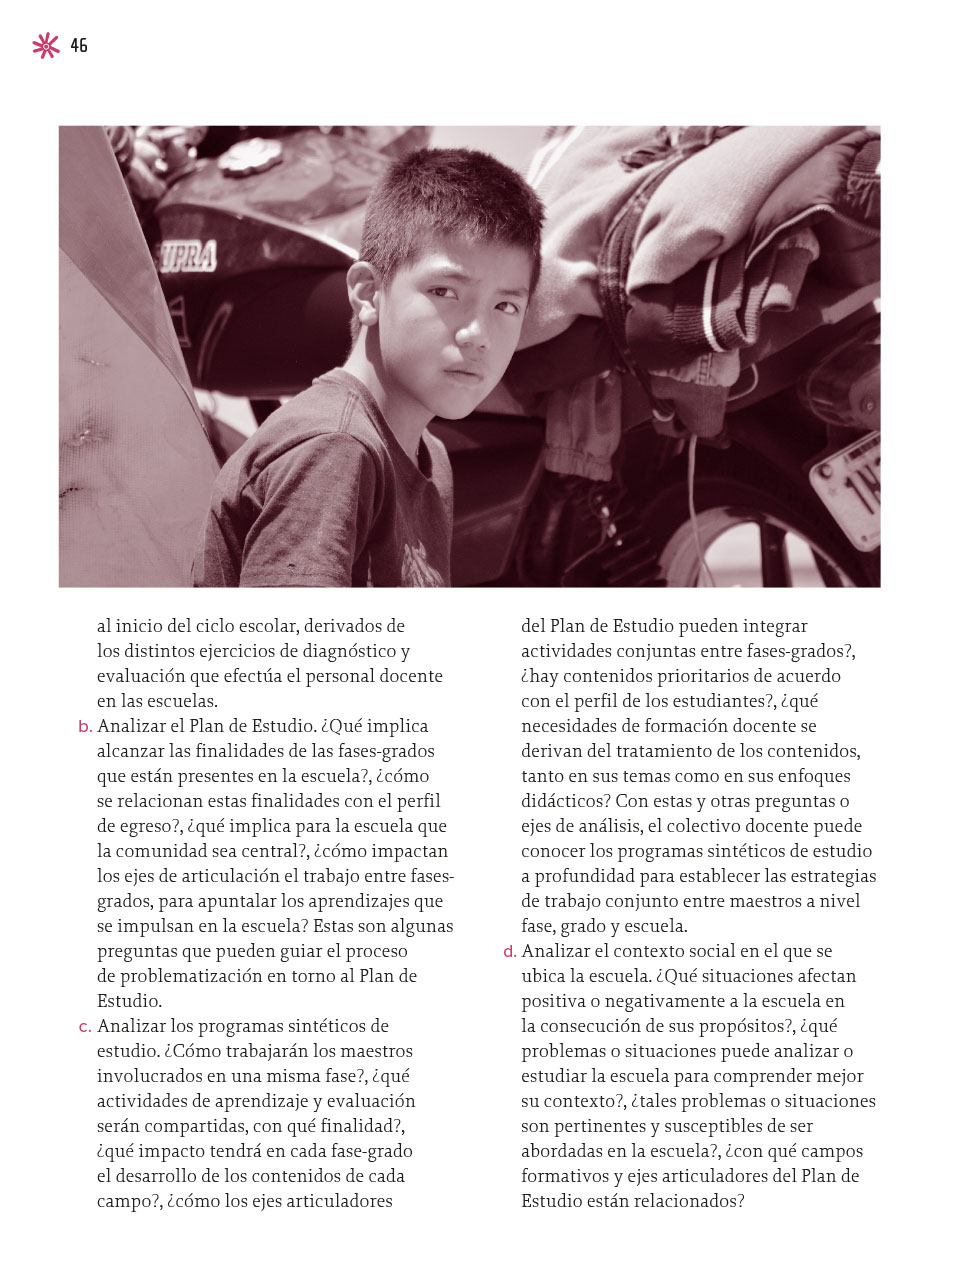 46
UPRA
al inicio del ciclo escolar, derivados de
los distintos ejercicios de diagnóstico y
evaluación que efectúa el personal docente
en las escuelas.
b. Analizar el Plan de Estudio. ¿Qué implica
alcanzar las finalidades de las fases-grados
que están presentes en la escuela?, ¿cómo
se relacionan estas finalidades con el perfil
de egreso?, ¿qué implica para la escuela que
la comunidad sea central?, ¿cómo impactan
los ejes de articulación el trabajo entre fases-
grados, para apuntalar los aprendizajes que
se impulsan en la escuela? Estas son algunas
preguntas que pueden guiar el proceso
de problematización en torno al Plan de
Estudio.
c. Analizar los programas sintéticos de
estudio. ¿Cómo trabajarán los maestros
involucrados en una misma fase?, ¿qué
actividades de aprendizaje y evaluación
serán compartidas, con qué finalidad?,
¿qué impacto tendrá en cada fase-grado
el desarrollo de los contenidos de cada
campo?, ¿cómo los ejes articuladores
del Plan de Estudio pueden integrar
actividades conjuntas entre fases-grados?,
¿hay contenidos prioritarios de acuerdo
con el perfil de los estudiantes?, ¿qué
necesidades de formación docente se
derivan del tratamiento de los contenidos,
tanto en sus temas como en sus enfoques
didácticos? Con estas y otras preguntas o
ejes de análisis, el colectivo docente puede
conocer los programas sintéticos de estudio
a profundidad para establecer las estrategias
de trabajo conjunto entre maestros a nivel
fase, grado y escuela.
d. Analizar el contexto social en el que se
ubica la escuela. ¿Qué situaciones afectan
positiva o negativamente a la escuela en
la consecución de sus propósitos?, ¿qué
problemas o situaciones puede analizar o
estudiar la escuela para comprender mejor
su contexto?, ¿tales problemas o situaciones
son pertinentes y susceptibles de ser
abordadas en la escuela?, ¿con qué campos
formativos y ejes articuladores del Plan de
Estudio están relacionados?